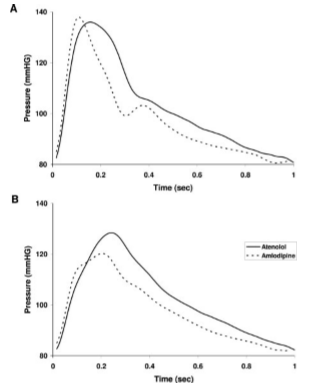 A
140
120
100
80
Pressure (mmHG)
0 0.2 0.4 0.6 0.8 1
Time (sec)
B
140
120
100
80
Pressure (mmHG)
Atenolol
Amlodipine
0 0.2 0.4 0.6 0.8 1
Time (sec)